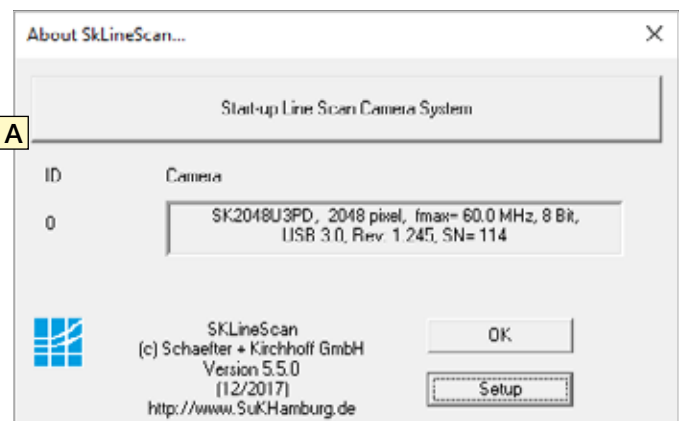 About SkLineScan...
Start-up Line Scan Camera System
A
ID Camera
0 SK2048U3PD, 2048 pixel, fmax= 60.0 MHz, 8 Bit,
USB 3.0, Rev. 1.245, SN= 114
SKLineScan
(c) Schaefter + Kirchhoff GmbH
Version 5.5.0
(12/2017)
http://www.SuKHamburg.de
OK
Setup